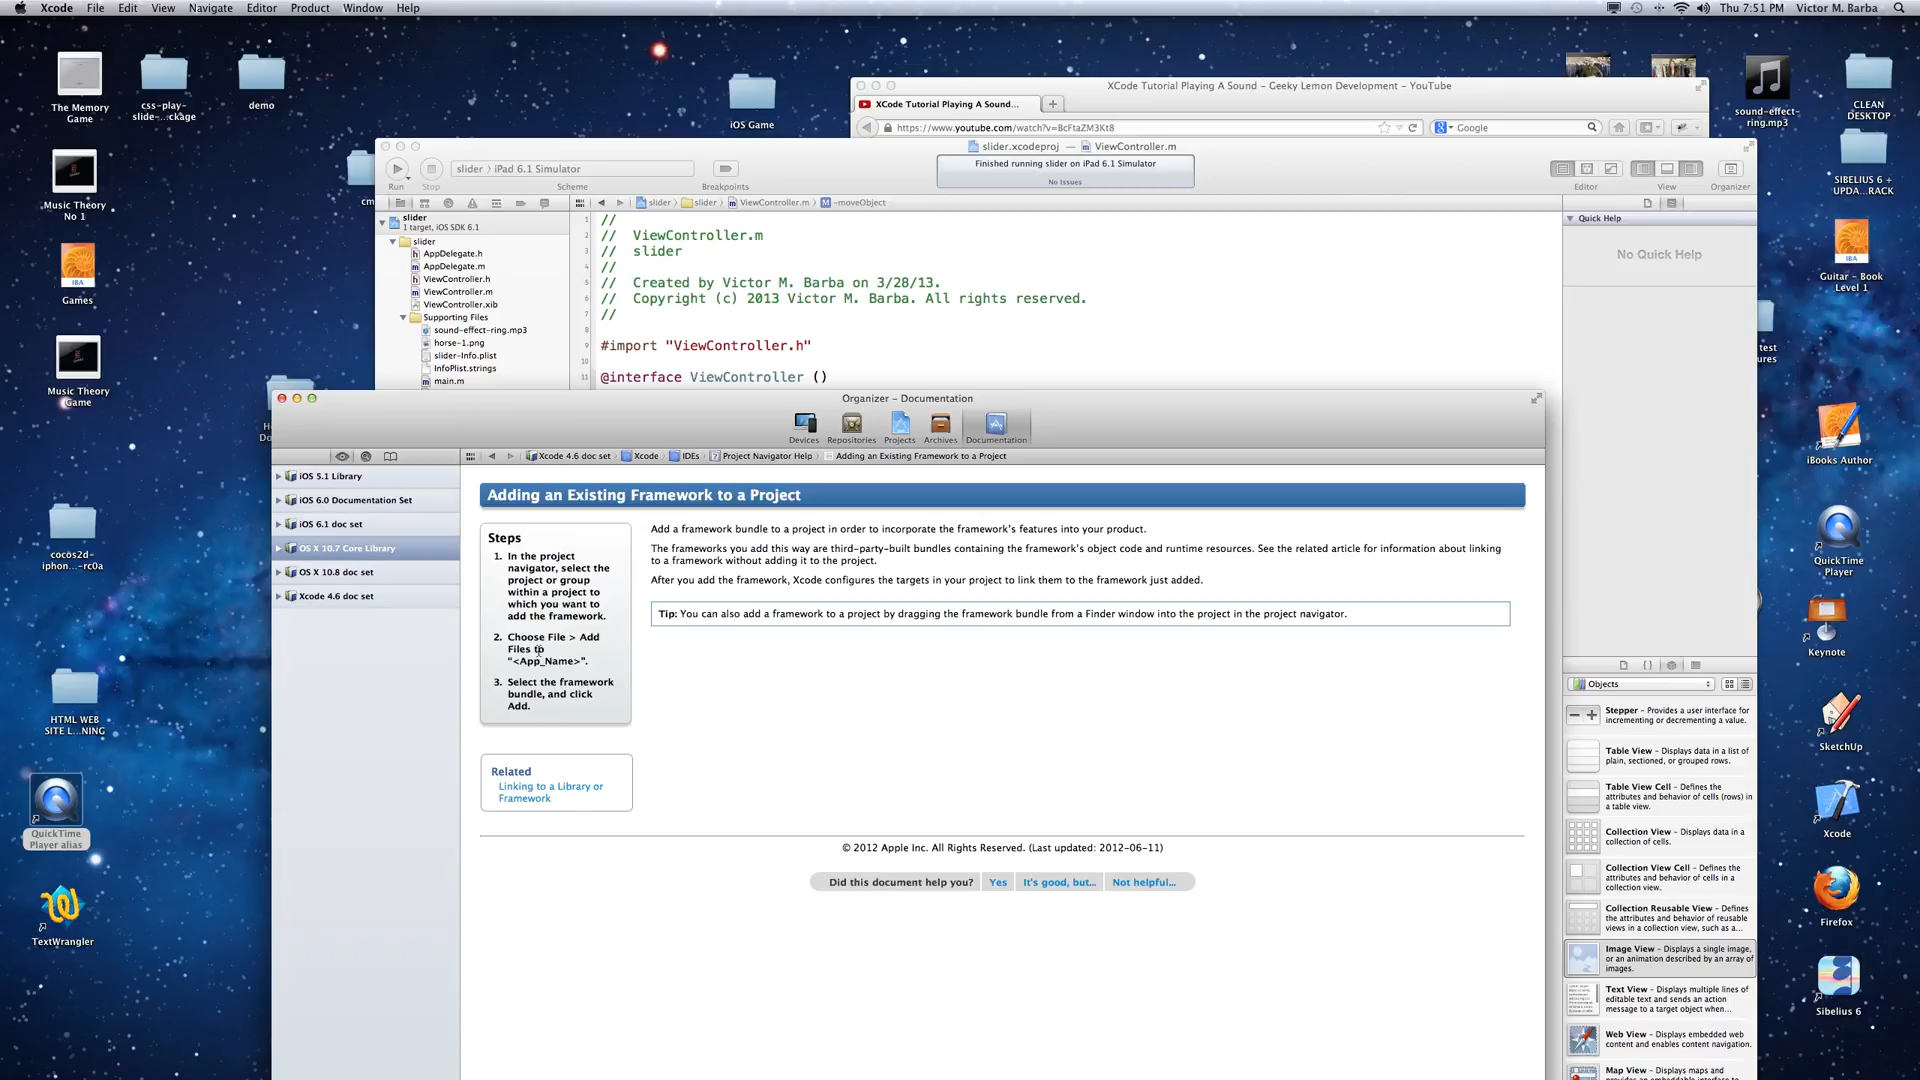 Xcode File Edit View Navigate Editor Product Window Help
Thu 7:51 PM Victor M. Barba
The Memory
Game
css-play-
slide-...ckage
demo
iOS Game
Music Theory
No 1
Games
Music Theory
Game
cocos2d-
iphon...-rc0a
HTML WEB
SITE L...NING
QuickTime
Player alias
TextWrangler
XCode Tutorial Playing A Sound - Geeky Lemon Development - YouTube
XCode Tutorial Playing A Sound...
https://www.youtube.com/watch?v=BcFtaZM3Kt8
Google
sound-effect-
ring.mp3
CLEAN
DESKTOP
SIBELIUS 6 +
UPDA...RACK
Guitar - Book
Level 1
iBooks Author
QuickTime
Player
Keynote
SketchUp
Xcode
Firefox
Sibelius 6
slider.xcodeproj — ViewController.m
slider › iPad 6.1 Simulator
Finished running slider on iPad 6.1 Simulator
No Issues
Run Stop Scheme Breakpoints Editor View Organizer
slider › slider › ViewController.m › M -moveObject
slider
1 target, iOS SDK 6.1
slider
AppDelegate.h
AppDelegate.m
ViewController.h
ViewController.m
ViewController.xib
Supporting Files
sound-effect-ring.mp3
horse-1.png
slider-Info.plist
InfoPlist.strings
main.m
1 //
2 // ViewController.m
3 // slider
4 //
5 // Created by Victor M. Barba on 3/28/13.
6 // Copyright (c) 2013 Victor M. Barba. All rights reserved.
7 //
8
9 #import "ViewController.h"
10
11 @interface ViewController ()
Quick Help
No Quick Help
Organizer - Documentation
Devices Repositories Projects Archives Documentation
Xcode 4.6 doc set › Xcode › IDEs › Project Navigator Help › Adding an Existing Framework to a Project
iOS 5.1 Library
iOS 6.0 Documentation Set
iOS 6.1 doc set
OS X 10.7 Core Library
OS X 10.8 doc set
Xcode 4.6 doc set
Adding an Existing Framework to a Project
Steps
1. In the project
navigator, select the
project or group
within a project to
which you want to
add the framework.
2. Choose File > Add
Files to
"<App_Name>".
3. Select the framework
bundle, and click
Add.
Add a framework bundle to a project in order to incorporate the framework's features into your product.
The frameworks you add this way are third-party-built bundles containing the framework's object code and runtime resources. See the related article for information about linking
to a framework without adding it to the project.
After you add the framework, Xcode configures the targets in your project to link them to the framework just added.
Tip: You can also add a framework to a project by dragging the framework bundle from a Finder window into the project in the project navigator.
Related
Linking to a Library or
Framework
© 2012 Apple Inc. All Rights Reserved. (Last updated: 2012-06-11)
Did this document help you? Yes It's good, but... Not helpful...
Objects
Stepper - Provides a user interface for
incrementing or decrementing a value.
Table View - Displays data in a list of
plain, sectioned, or grouped rows.
Table View Cell - Defines the
attributes and behavior of cells (rows) in
a table view.
Collection View - Displays data in a
collection of cells.
Collection View Cell - Defines the
attributes and behavior of cells in a
collection view.
Collection Reusable View - Defines
the attributes and behavior of reusable
views in a collection view, such as a...
Image View - Displays a single image,
or an animation described by an array of
images.
Text View - Displays multiple lines of
editable text and sends an action
message to a target object when...
Web View - Displays embedded web
content and enables content navigation.
Map View - Displays maps and